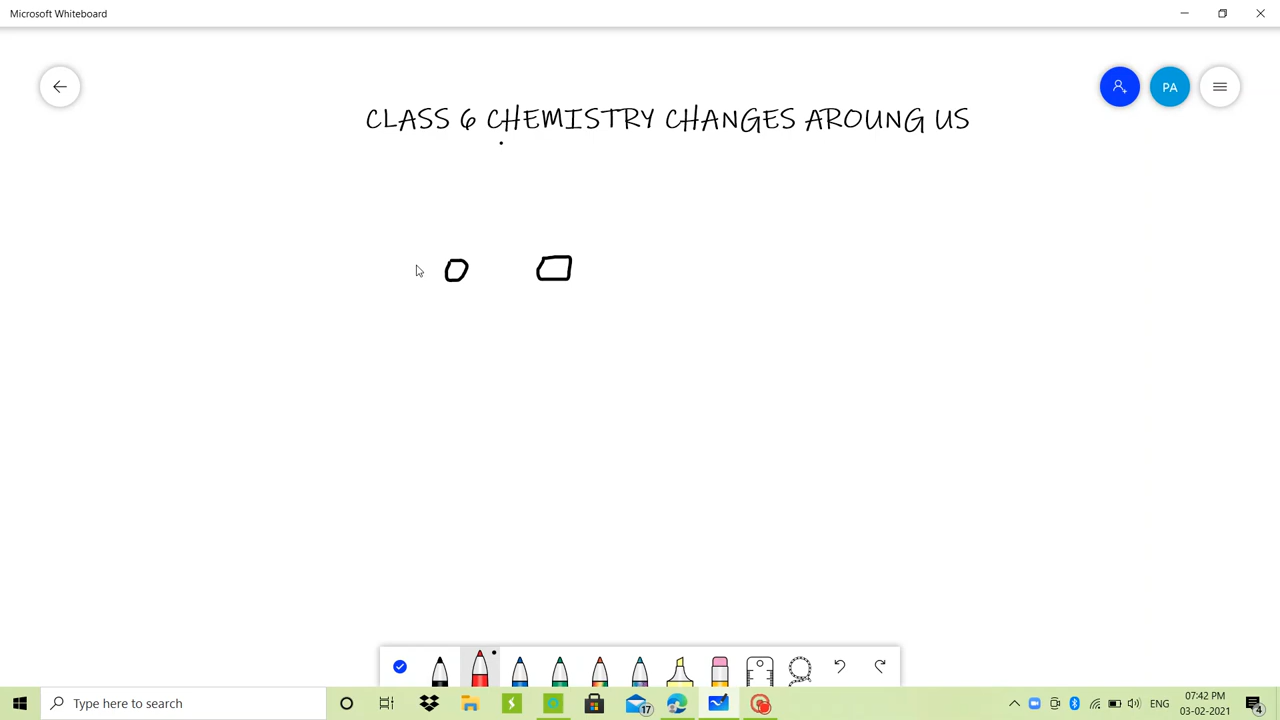 Microsoft Whiteboard
PA
CLASS 6 CHEMISTRY CHANGES AROUNG US
Type here to search
17
ENG
07:42 PM
03-02-2021
4